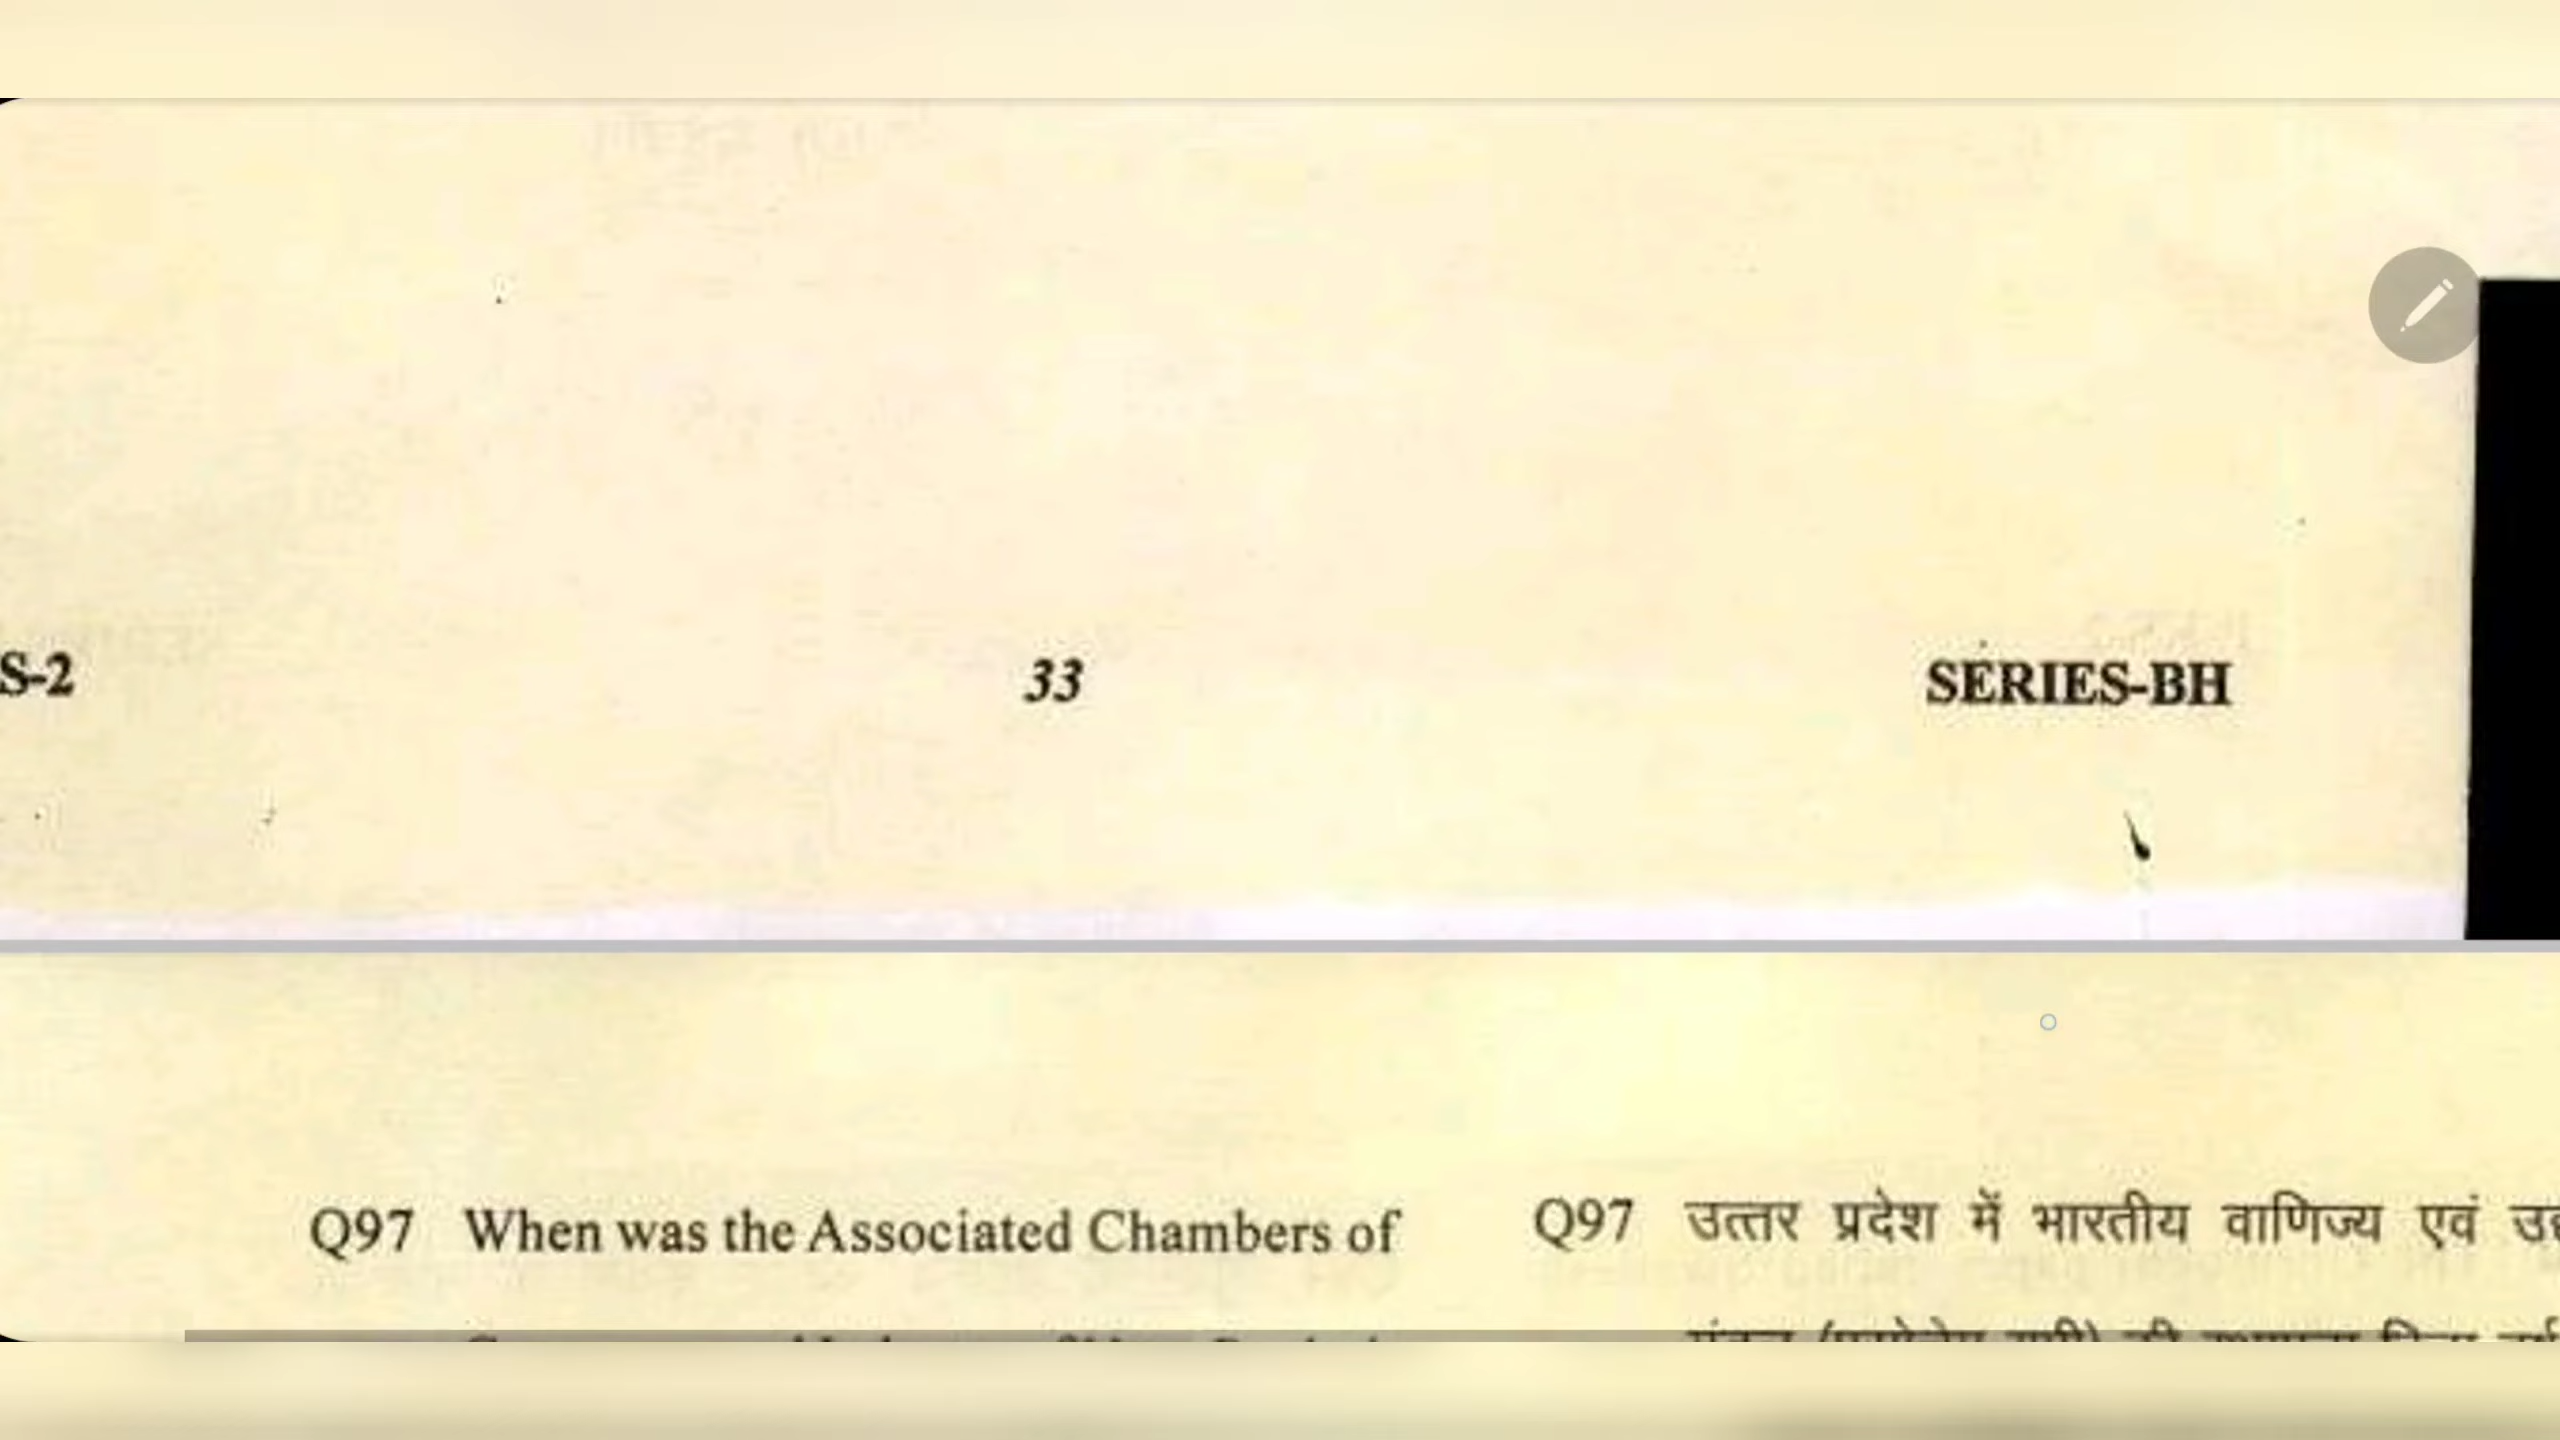 S-2
33
SERIES-BH
Q97 When was the Associated Chambers of
Q97 उत्तर प्रदेश में भारतीय वाणिज्य एवं